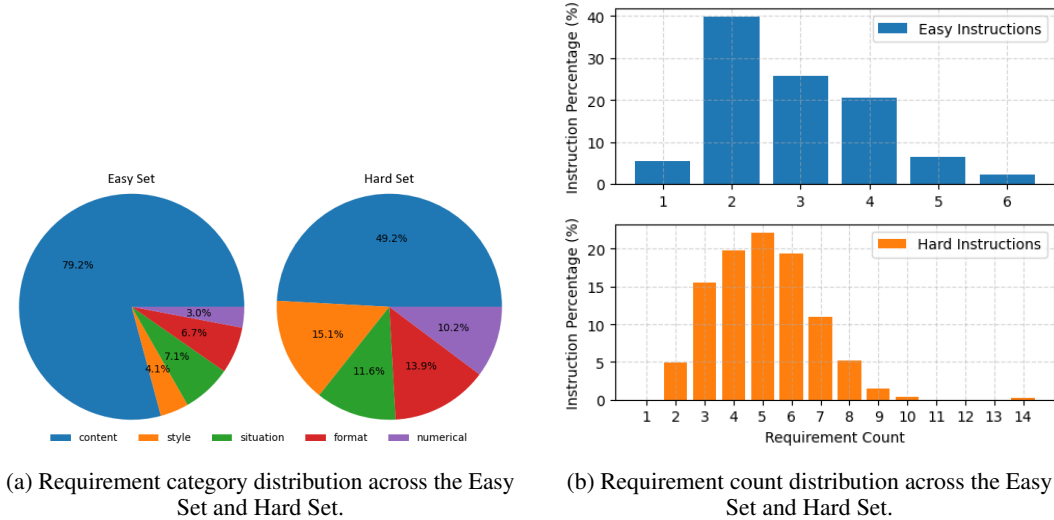 Easy Set
79.2%
3.0%
6.7%
7.1%
4.1%
Hard Set
49.2%
15.1%
10.2%
11.6%
13.9%
content style situation format numerical
(a) Requirement category distribution across the Easy
Set and Hard Set.
Instruction Percentage (%)
40
30
20
10
0
Easy Instructions
1 2 3 4 5 6
Instruction Percentage (%)
20
15
10
5
0
Hard Instructions
1 2 3 4 5 6 7 8 9 10 11 12 13 14
Requirement Count
(b) Requirement count distribution across the Easy
Set and Hard Set.